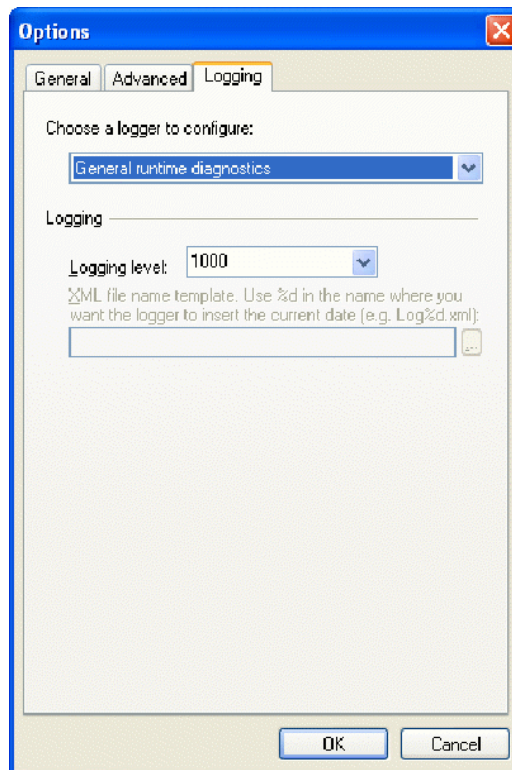 Options
General Advanced Logging
Choose a logger to configure:
General runtime diagnostics
Logging
Logging level: 1000
XML file name template. Use %d in the name where you
want the logger to insert the current date (e.g. Log%d.xml):
...
OK Cancel